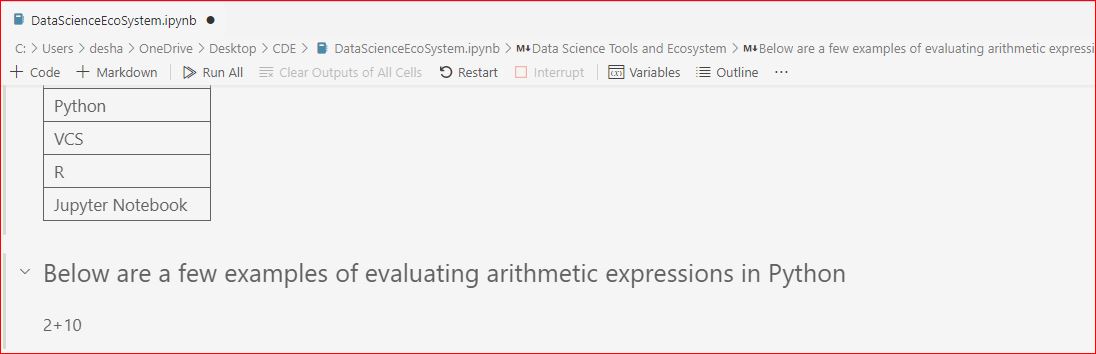 DataScienceEcoSystem.ipynb ●
C: > Users > desha > OneDrive > Desktop > CDE > DataScienceEcoSystem.ipynb > M↓Data Science Tools and Ecosystem > M↓Below are a few examples of evaluating arithmetic expressi
+ Code + Markdown Run All Clear Outputs of All Cells Restart Interrupt Variables Outline ···
Python
VCS
R
Jupyter Notebook
Below are a few examples of evaluating arithmetic expressions in Python
2+10